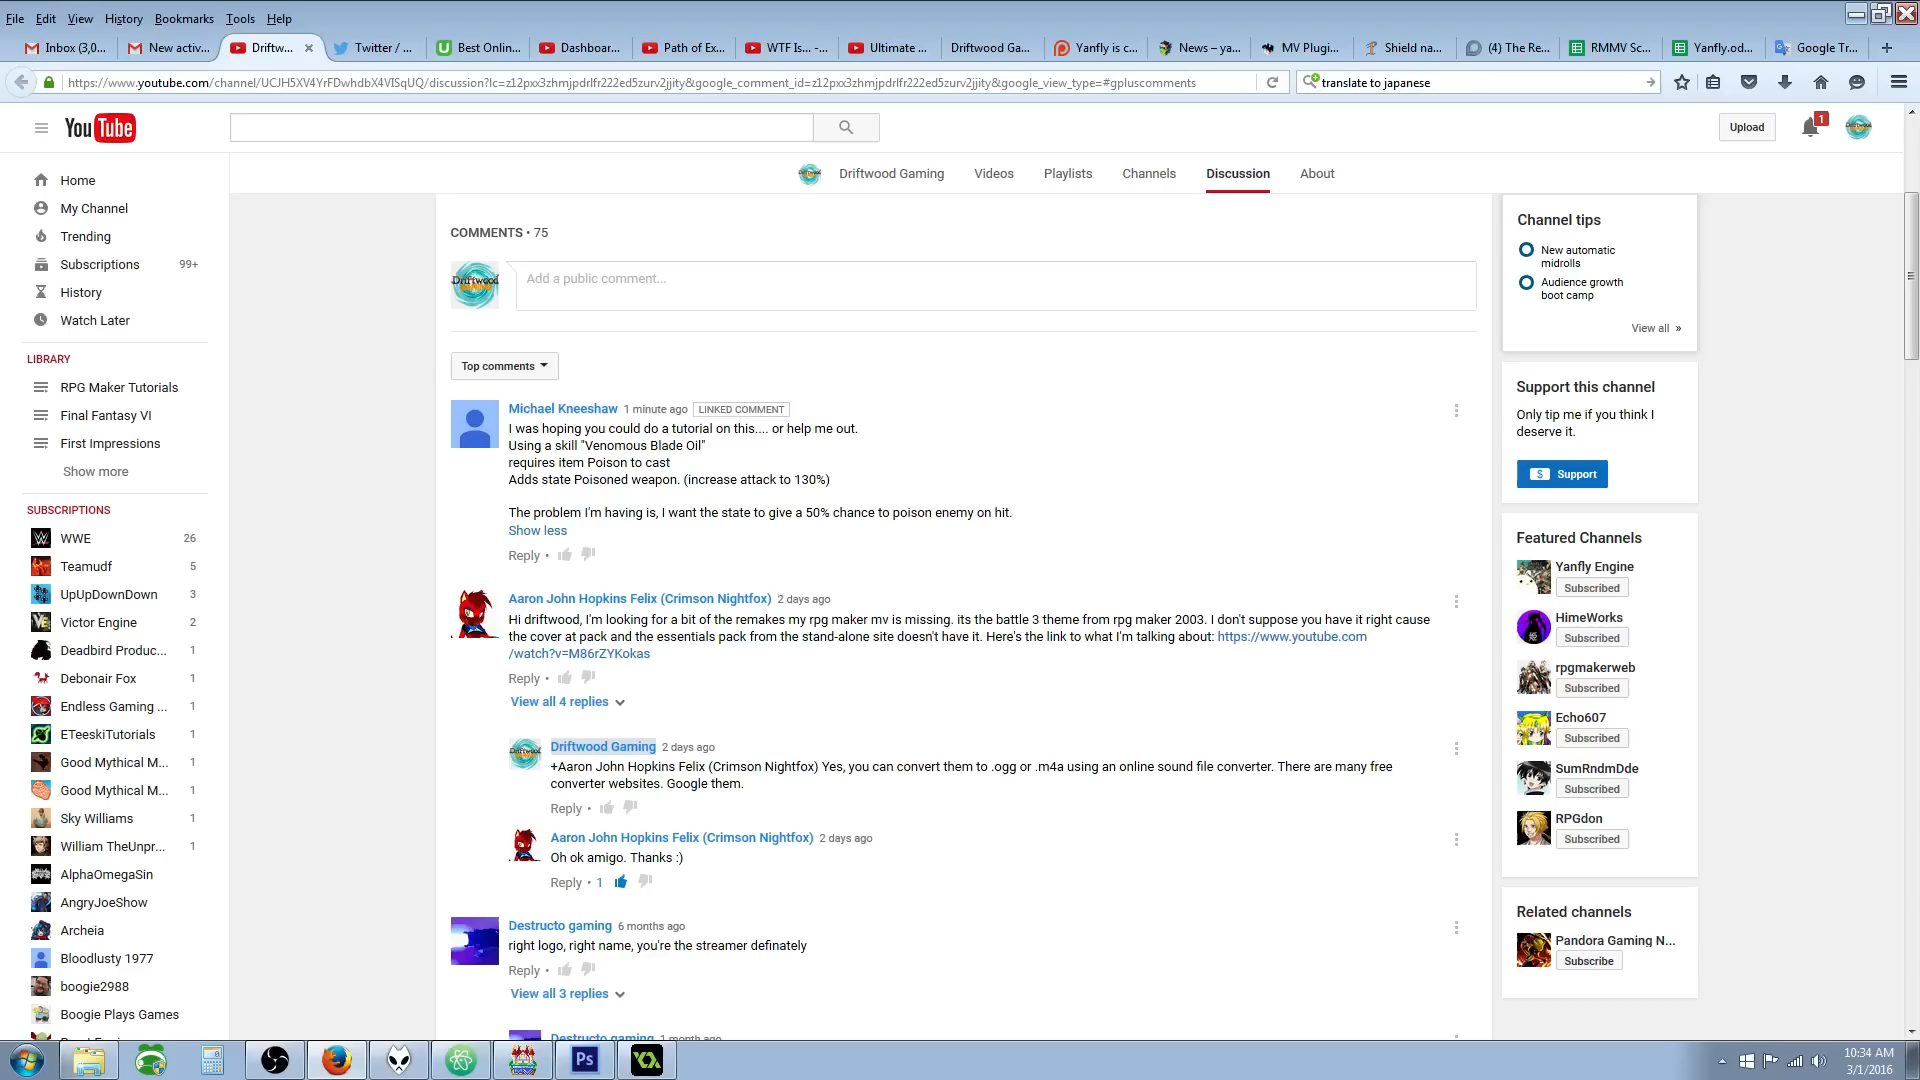 File Edit View History Bookmarks Tools Help
Inbox (3,0... New activ... Driftw... Twitter / ... Best Onlin... Dashboar... Path of Ex... WTF Is... -... Ultimate ... Driftwood Ga... Yanfly is c... News – ya... MV Plugi... Shield na... (4) The Re... RMMV Sc... Yanfly.od... Google Tr...
https://www.youtube.com/channel/UCJH5XV4YrFDwhdbX4VISqUQ/discussion?lc=z12pxx3zhmjpdrlfr222ed5zurv2jjity&google_comment_id=z12pxx3zhmjpdrlfr222ed5zurv2jjity&google_view_type=#gpluscomments
translate to japanese
YouTube
Upload
1
Driftwood Gaming Videos Playlists Channels Discussion About
Home
My Channel
Trending
Subscriptions 99+
History
Watch Later
LIBRARY
RPG Maker Tutorials
Final Fantasy VI
First Impressions
Show more
SUBSCRIPTIONS
WWE 26
Teamudf 5
UpUpDownDown 3
Victor Engine 2
Deadbird Produc... 1
Debonair Fox 1
Endless Gaming ... 1
ETeeskiTutorials 1
Good Mythical M... 1
Good Mythical M... 1
Sky Williams 1
William TheUnpr... 1
AlphaOmegaSin
AngryJoeShow
Archeia
Bloodlusty 1977
boogie2988
Boogie Plays Games
COMMENTS • 75
Driftwood
Add a public comment...
Top comments
Michael Kneeshaw 1 minute ago LINKED COMMENT
I was hoping you could do a tutorial on this.... or help me out.
Using a skill "Venomous Blade Oil"
requires item Poison to cast
Adds state Poisoned weapon. (increase attack to 130%)
The problem I'm having is, I want the state to give a 50% chance to poison enemy on hit.
Show less
Reply •
Aaron John Hopkins Felix (Crimson Nightfox) 2 days ago
Hi driftwood, I'm looking for a bit of the remakes my rpg maker mv is missing. its the battle 3 theme from rpg maker 2003. I don't suppose you have it right cause
the cover at pack and the essentials pack from the stand-alone site doesn't have it. Here's the link to what I'm talking about: https://www.youtube.com
/watch?v=M86rZYKokas
Reply •
View all 4 replies
Driftwood Gaming 2 days ago
+Aaron John Hopkins Felix (Crimson Nightfox) Yes, you can convert them to .ogg or .m4a using an online sound file converter. There are many free
converter websites. Google them.
Reply •
Aaron John Hopkins Felix (Crimson Nightfox) 2 days ago
Oh ok amigo. Thanks :)
Reply • 1
Destructo gaming 6 months ago
right logo, right name, you're the streamer definately
Reply •
View all 3 replies
Destructo gaming 1 month ago
Channel tips
New automatic
midrolls
Audience growth
boot camp
View all »
Support this channel
Only tip me if you think I
deserve it.
$ Support
Featured Channels
Yanfly Engine
Subscribed
HimeWorks
Subscribed
rpgmakerweb
Subscribed
Echo607
Subscribed
SumRndmDde
Subscribed
RPGdon
Subscribed
Related channels
Pandora Gaming N...
Subscribe
Ps
10:34 AM
3/1/2016